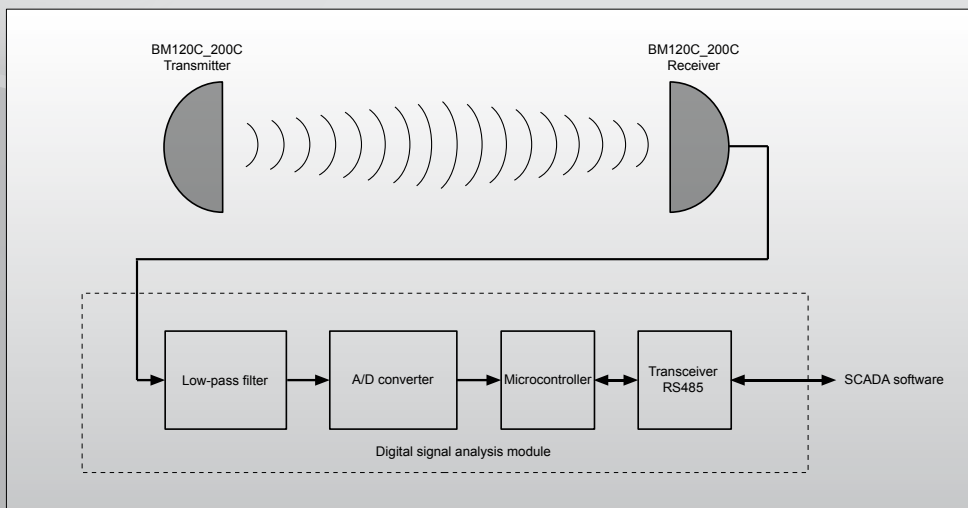 BM120C_200C
Transmitter
BM120C_200C
Receiver
Low-pass filter
A/D converter
Microcontroller
Transceiver
RS485
SCADA software
Digital signal analysis module